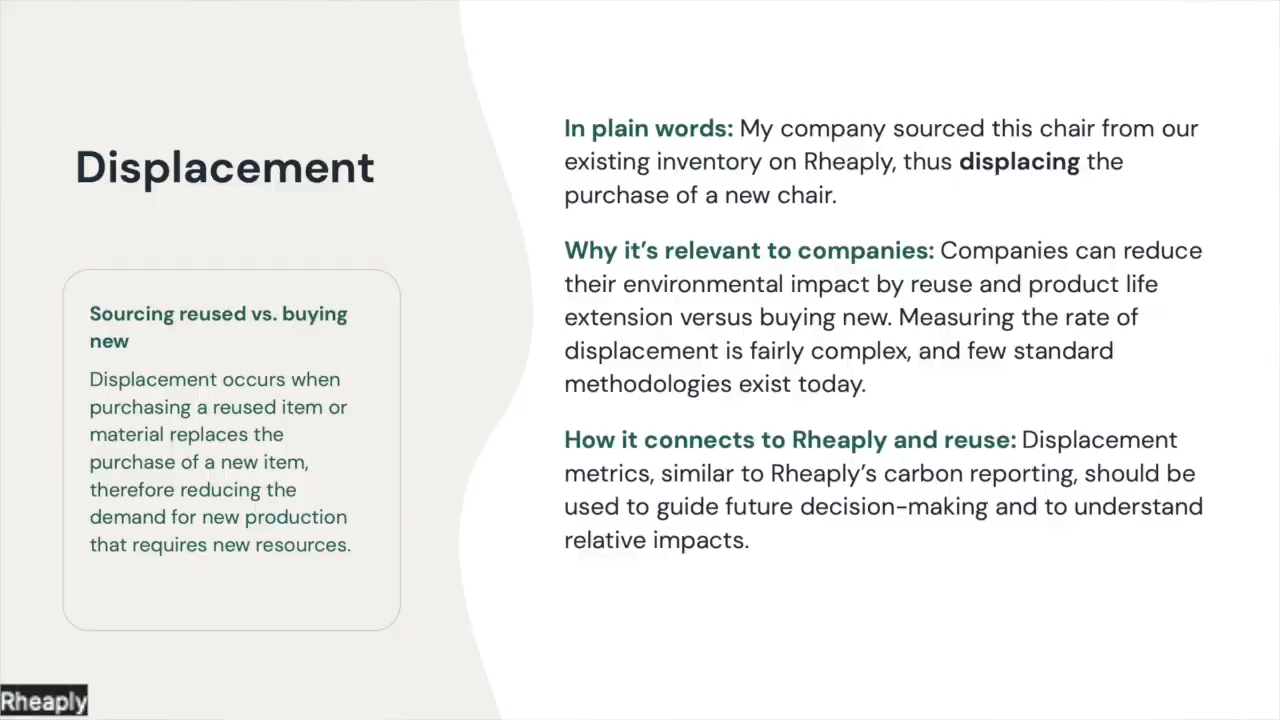 Displacement
Sourcing reused vs. buying
new
Displacement occurs when
purchasing a reused item or
material replaces the
purchase of a new item,
therefore reducing the
demand for new production
that requires new resources.
In plain words: My company sourced this chair from our
existing inventory on Rheaply, thus displacing the
purchase of a new chair.
Why it’s relevant to companies: Companies can reduce
their environmental impact by reuse and product life
extension versus buying new. Measuring the rate of
displacement is fairly complex, and few standard
methodologies exist today.
How it connects to Rheaply and reuse: Displacement
metrics, similar to Rheaply’s carbon reporting, should be
used to guide future decision-making and to understand
relative impacts.
Rheaply